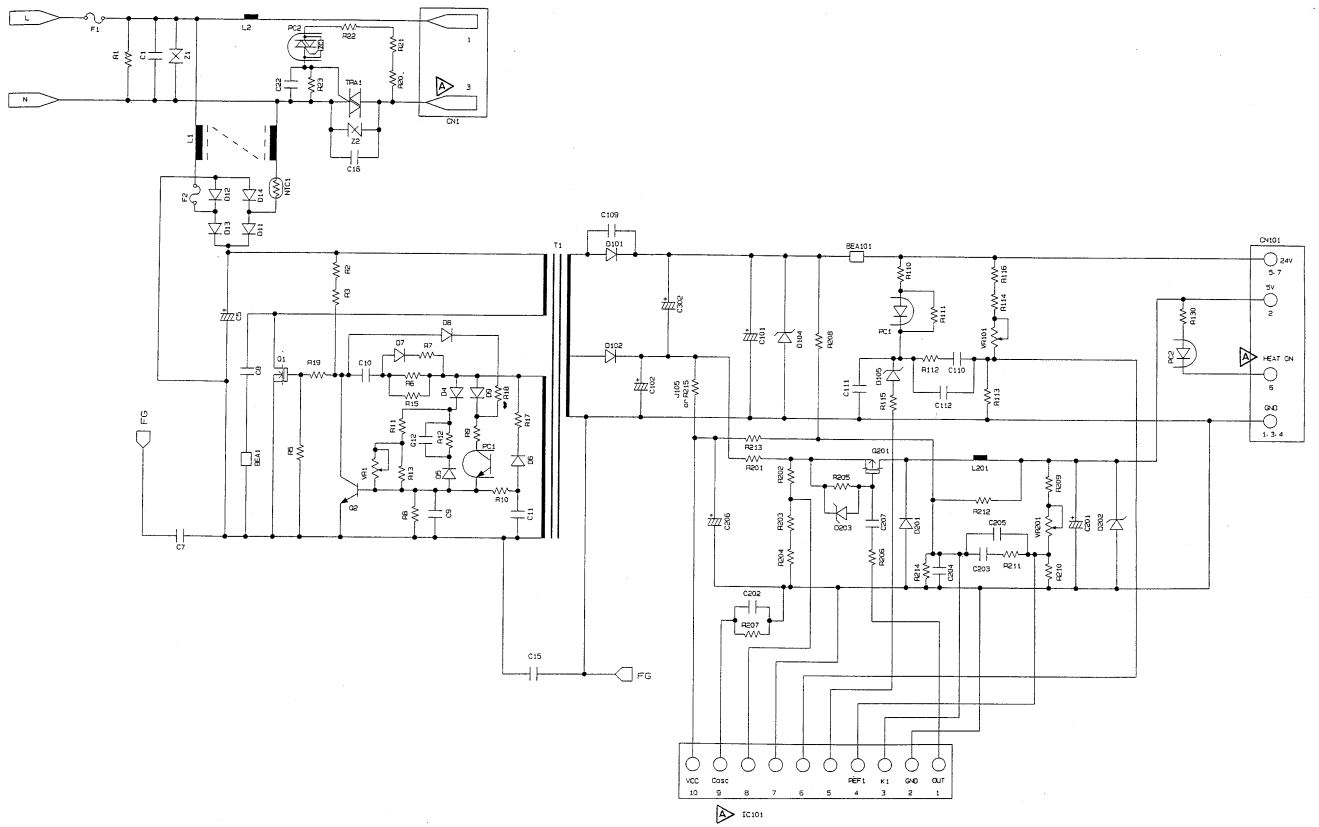 L
F1
L2
PC2
R22
R21
1
R1
C1
Z1
C22
R23
TRA1
R20
A
3
N
CN1
Z2
C16
L1
F2
D12
D14
NTC1
D13
D11
C109
D101
T1
BEA101
CN101
24V
5.7
R2
R3
C5
C302
C101
D104
R208
R110
R111
PC1
R116
R114
VR101
5V
2
R130
PC2
A
HEAT ON
6
D8
D7
R7
D102
C8
Q1
R19
C10
R6
R15
D4
D9
R18
R17
C102
J105
or
R215
C111
D105
R115
R112
C110
C112
R113
GND
1.3.4
FG
BEA1
R5
R11
VR1
R13
C12
R12
D5
R9
PC1
D6
R10
Q2
R8
C9
C11
C7
R213
R201
Q201
L201
R202
R205
D203
R203
R204
C206
C207
R206
D201
R212
R209
VR201
C201
D202
C205
R214
C204
C203
R211
R210
C202
R207
C15
FG
VCC
Cosc
REF1
K1
GND
OUT
10
9
8
7
6
5
4
3
2
1
A
IC101